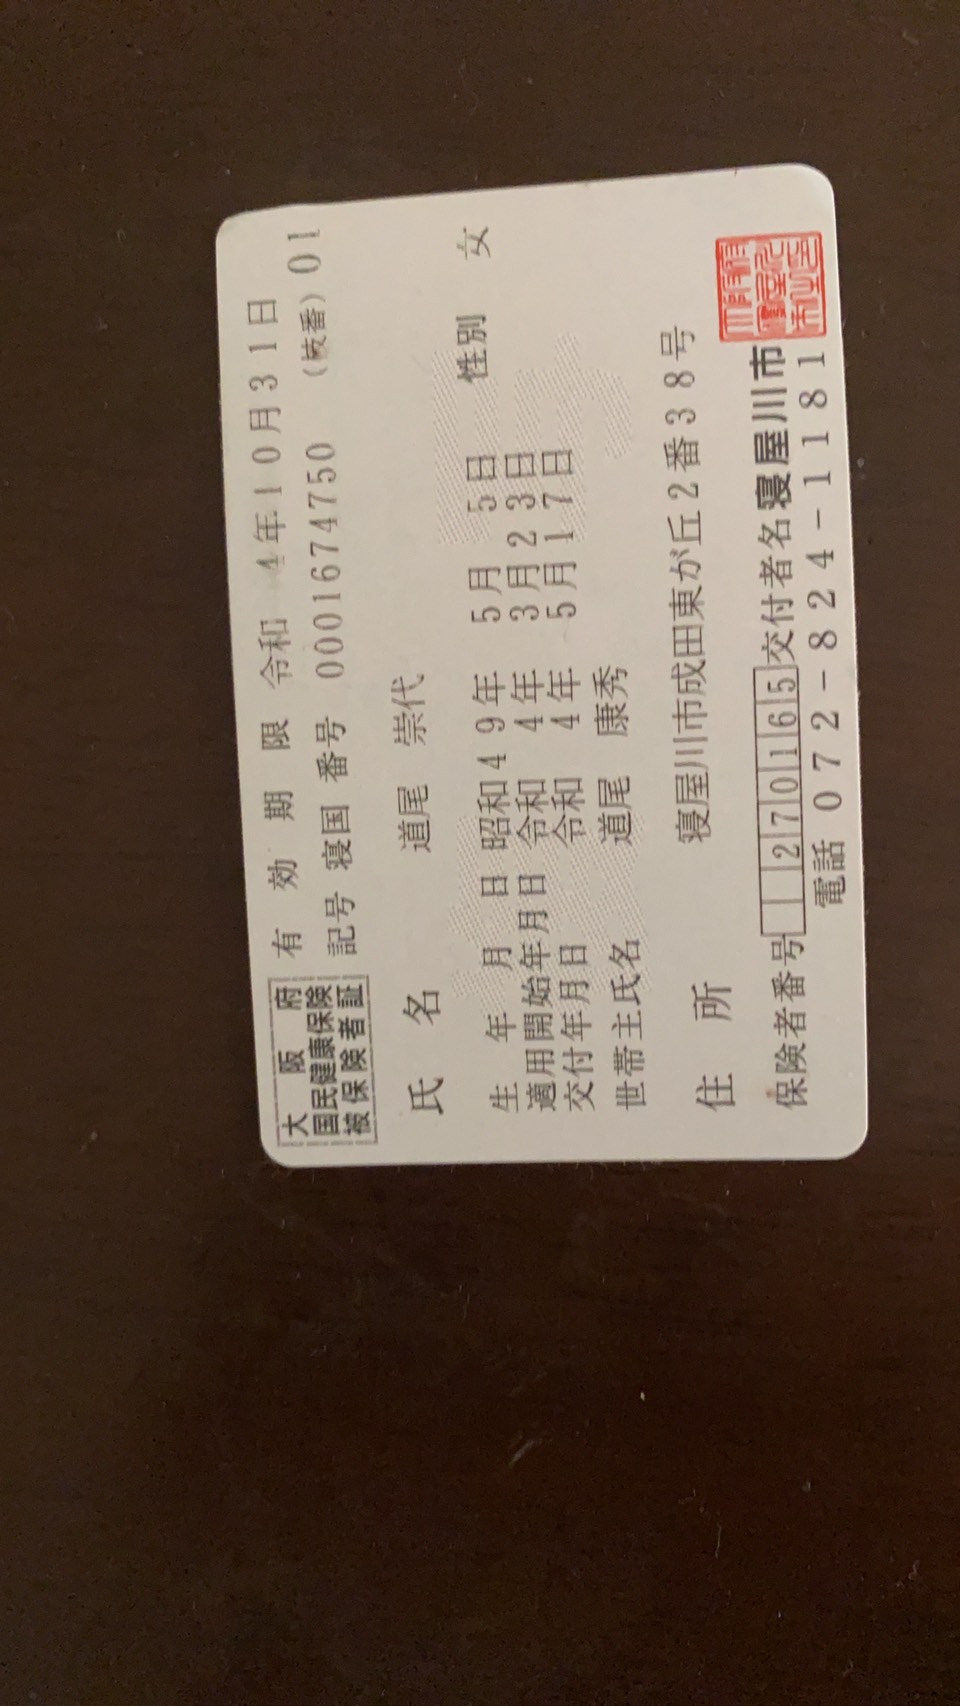 大阪府
国民健康保険
被保険者証
有効期限 令和 4年10月31日
記号 寝国 番号 0001674750 (枝番) 01
氏名 道尾 崇代
生年月日 昭和49年 5月 5日 性別 女
適用開始年月日 令和 4年 3月23日
交付年月日 令和 4年 5月17日
世帯主氏名 道尾 康秀
住所 寝屋川市成田東が丘2番38号
保険者番号 270165 交付者名 寝屋川市
電話 072-824-1181